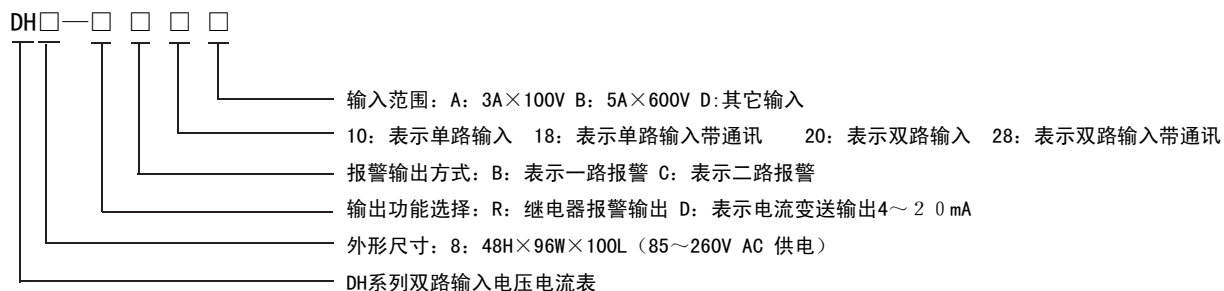 DH□—□ □ □ □
输入范围：A：3A×100V B：5A×600V D:其它输入
10：表示单路输入 18：表示单路输入带通讯 20：表示双路输入 28：表示双路输入带通讯
报警输出方式：B：表示一路报警 C：表示二路报警
输出功能选择：R：继电器报警输出 D：表示电流变送输出4～２０mA
外形尺寸：8：48H×96W×100L（85～260V AC 供电）
DH系列双路输入电压电流表